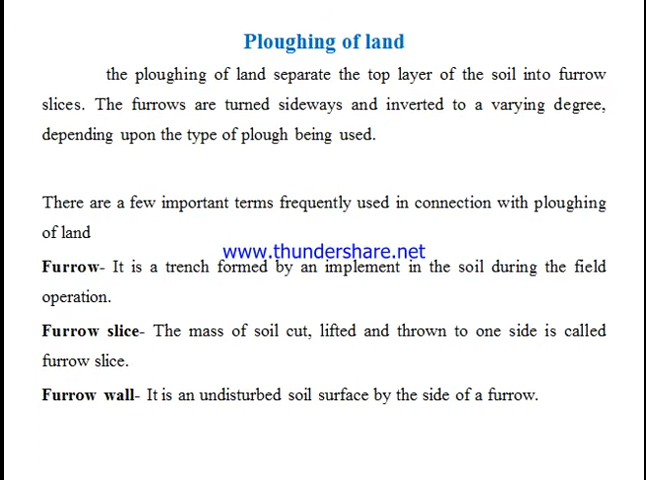 Ploughing of land
the ploughing of land separate the top layer of the soil into furrow
slices. The furrows are turned sideways and inverted to a varying degree,
depending upon the type of plough being used.
There are a few important terms frequently used in connection with ploughing
of land
www.thundershare.net
Furrow- It is a trench formed by an implement in the soil during the field
operation.
Furrow slice- The mass of soil cut, lifted and thrown to one side is called
furrow slice.
Furrow wall- It is an undisturbed soil surface by the side of a furrow.